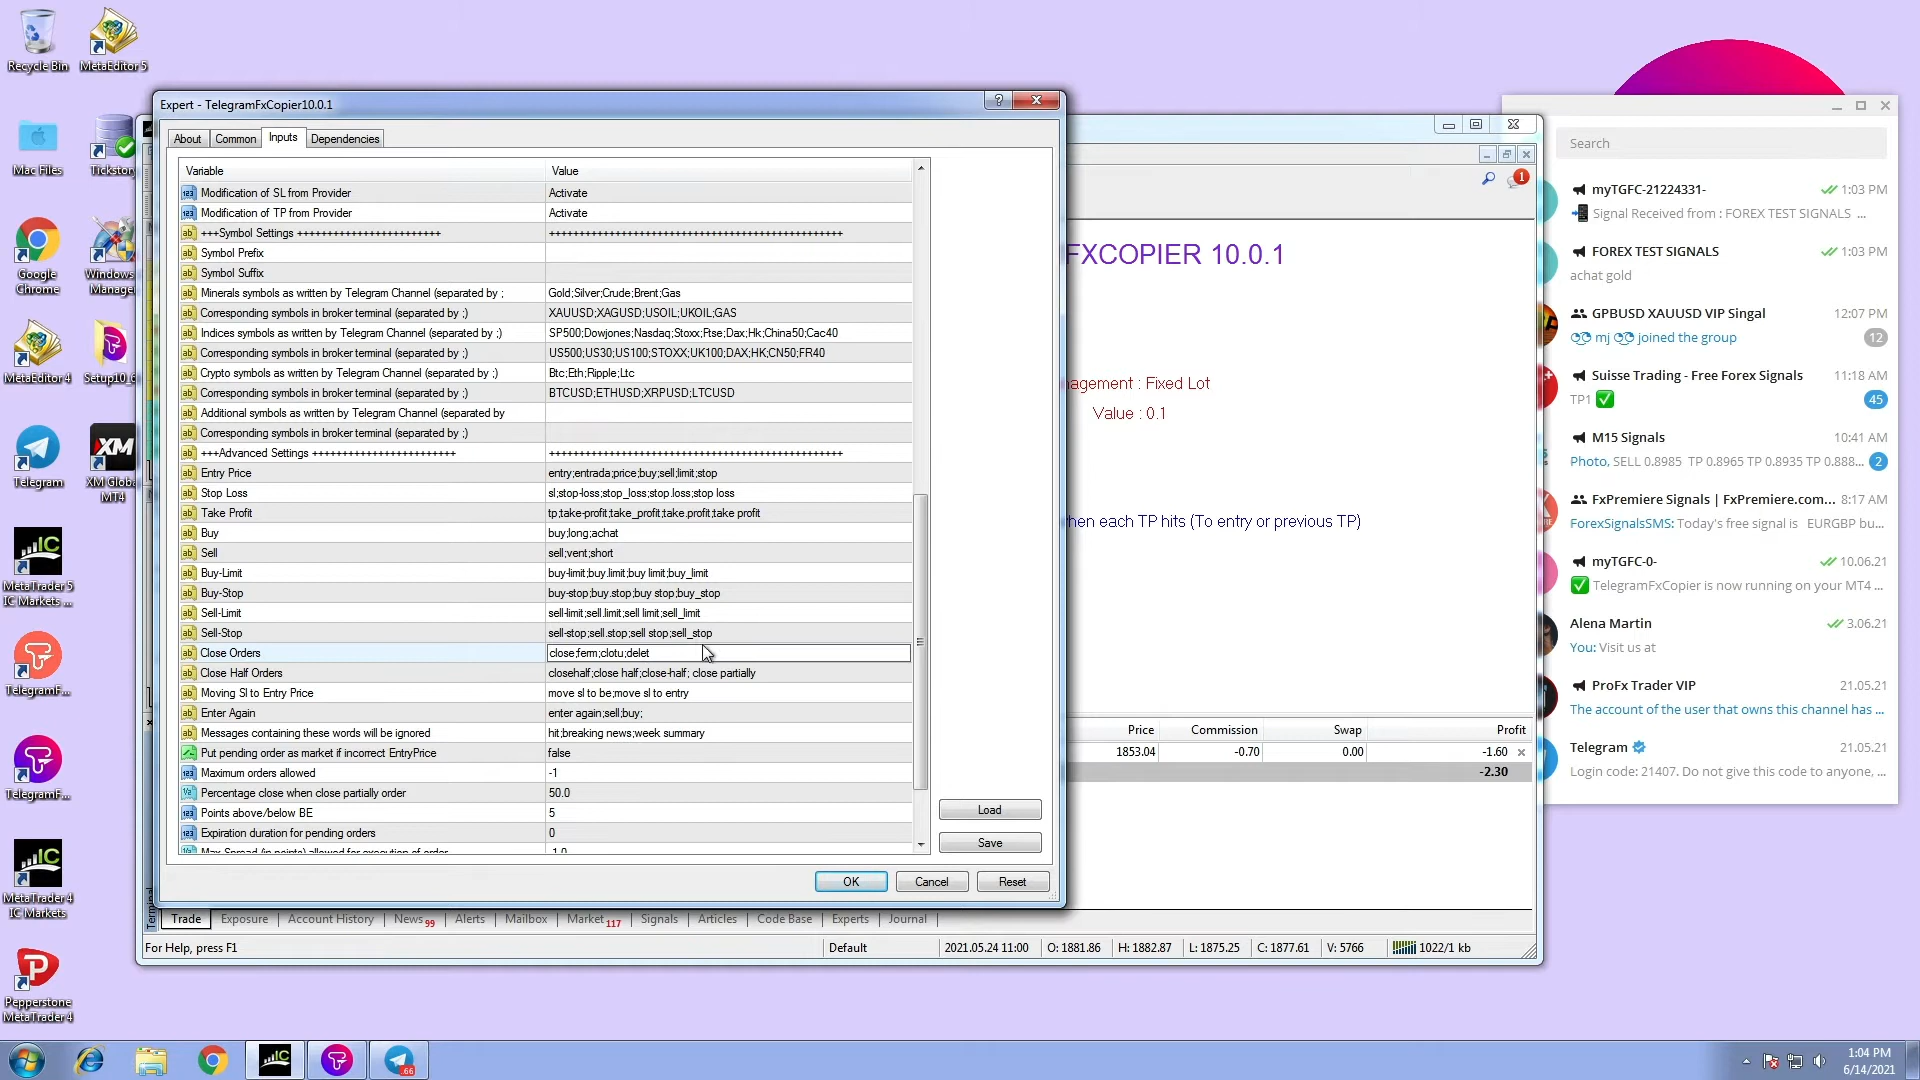 Recycle Bin
MetaEditor 5
Mac Files
Tickstory
Google
Chrome
Windows
Manager
MetaEditor 4
Telegram
XM Globa
MT4
MetaTrader 5
IC Markets ...
TelegramF...
TelegramF...
MetaTrader 4
IC Markets
Pepperstone
MetaTrader 4
Expert - TelegramFxCopier10.0.1
About Common Inputs Dependencies
Variable Value
Modification of SL from Provider Activate
Modification of TP from Provider Activate
+++Symbol Settings ++++++++++++++++++++++++ +++++++++++++++++++++++++++++++++++++++++++++++++
Symbol Prefix
Symbol Suffix
Minerals symbols as written by Telegram Channel (separated by ; Gold;Silver;Crude;Brent;Gas
Corresponding symbols in broker terminal (separated by ;) XAUUSD;XAGUSD;USOIL;UKOIL;GAS
Indices symbols as written by Telegram Channel (separated by ;) SP500;Dowjones;Nasdaq;Stoxx;Ftse;Dax;Hk;China50;Cac40
Corresponding symbols in broker terminal (separated by ;) US500;US30;US100;STOXX;UK100;DAX;HK;CN50;FR40
Crypto symbols as written by Telegram Channel (separated by ;) Btc;Eth;Ripple;Ltc
Corresponding symbols in broker terminal (separated by ;) BTCUSD;ETHUSD;XRPUSD;LTCUSD
Additional symbols as written by Telegram Channel (separated by
Corresponding symbols in broker terminal (separated by ;)
+++Advanced Settings ++++++++++++++++++++++++ +++++++++++++++++++++++++++++++++++++++++++++++++
Entry Price entry;entrada;price;buy;sell;limit;stop
Stop Loss sl;stop-loss;stop_loss;stop.loss;stop loss
Take Profit tp;take-profit;take_profit;take.profit;take profit
Buy buy;long;achat
Sell sell;vent;short
Buy-Limit buy-limit;buy.limit;buy limit;buy_limit
Buy-Stop buy-stop;buy.stop;buy stop;buy_stop
Sell-Limit sell-limit;sell.limit;sell limit;sell_limit
Sell-Stop sell-stop;sell.stop;sell stop;sell_stop
Close Orders close;ferm;clotu;delet
Close Half Orders closehalf;close half;close-half; close partially
Moving Sl to Entry Price move sl to be;move sl to entry
Enter Again enter again;sell;buy;
Messages containing these words will be ignored hit;breaking news;week summary
Put pending order as market if incorrect EntryPrice false
Maximum orders allowed -1
Percentage close when close partially order 50.0
Points above/below BE 5
Expiration duration for pending orders 0
Max Spread (in points) allowed for execution of order -1.0
Load
Save
OK Cancel Reset
1
FXCOPIER 10.0.1
nagement : Fixed Lot
Value : 0.1
hen each TP hits (To entry or previous TP)
Price Commission Swap Profit
1853.04 -0.70 0.00 -1.60
-2.30
Terminal
Trade Exposure Account History News 99 Alerts Mailbox Market 117 Signals Articles Code Base Experts Journal
For Help, press F1 Default 2021.05.24 11:00 O: 1881.86 H: 1882.87 L: 1875.25 C: 1877.61 V: 5766 1022/1 kb
Search
myTGFC-21224331- 1:03 PM
Signal Received from : FOREX TEST SIGNALS ...
FOREX TEST SIGNALS 1:03 PM
achat gold
GPBUSD XAUUSD VIP Singal 12:07 PM
mj joined the group 12
Suisse Trading - Free Forex Signals 11:18 AM
TP1 45
M15 Signals 10:41 AM
Photo, SELL 0.8985 TP 0.8965 TP 0.8935 TP 0.888... 2
FxPremiere Signals | FxPremiere.com... 8:17 AM
ForexSignalsSMS: Today's free signal is EURGBP bu...
myTGFC-0- 10.06.21
TelegramFxCopier is now running on your MT4 ...
Alena Martin 3.06.21
You: Visit us at
ProFx Trader VIP 21.05.21
The account of the user that owns this channel has ...
Telegram 21.05.21
Login code: 21407. Do not give this code to anyone, ...
66
1:04 PM
6/14/2021